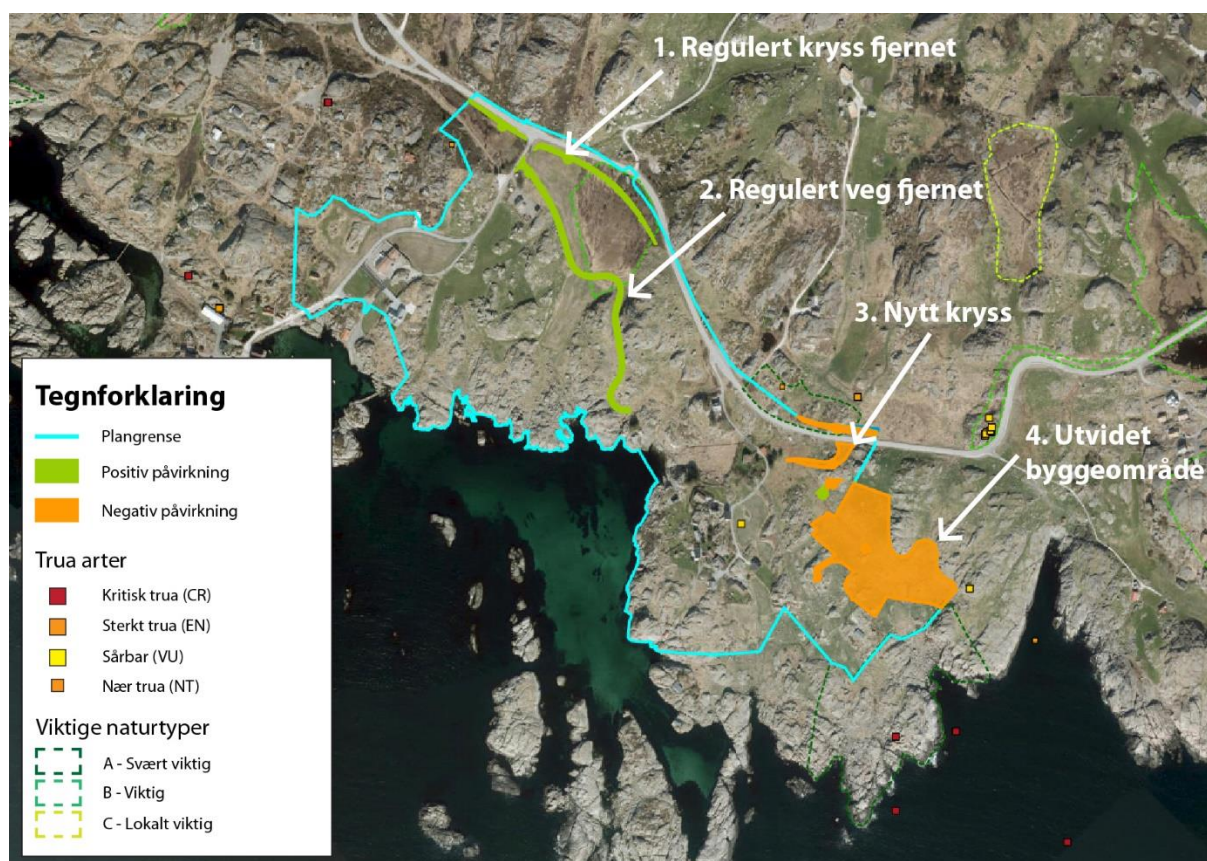 1. Regulert kryss fjernet
2. Regulert veg fjernet
3. Nytt kryss
4. Utvidet
byggeområde
Tegnforklaring
Plangrense
Positiv påvirkning
Negativ påvirkning
Trua arter
Kritisk trua (CR)
Sterkt trua (EN)
Sårbar (VU)
Nær trua (NT)
Viktige naturtyper
A - Svært viktig
B - Viktig
C - Lokalt viktig